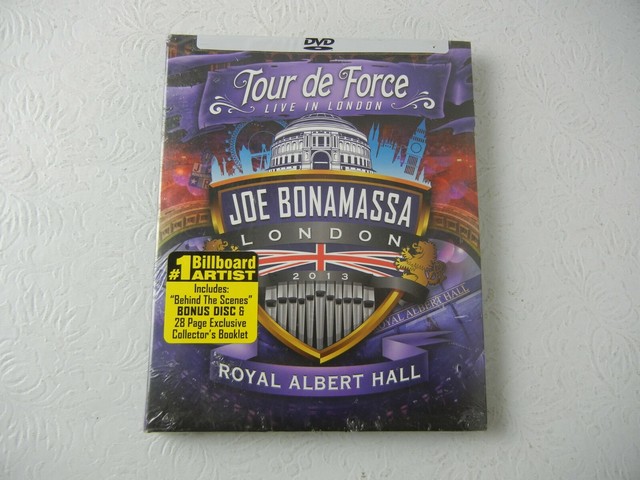 DVD
Tour de Force
LIVE IN LONDON
JOE BONAMASSA
LONDON
2013
#1 Billboard
ARTIST
Includes:
"Behind The Scenes"
BONUS DISC &
28 Page Exclusive
Collector's Booklet
ROYAL ALBERT HALL
ROYAL ALBERT HALL